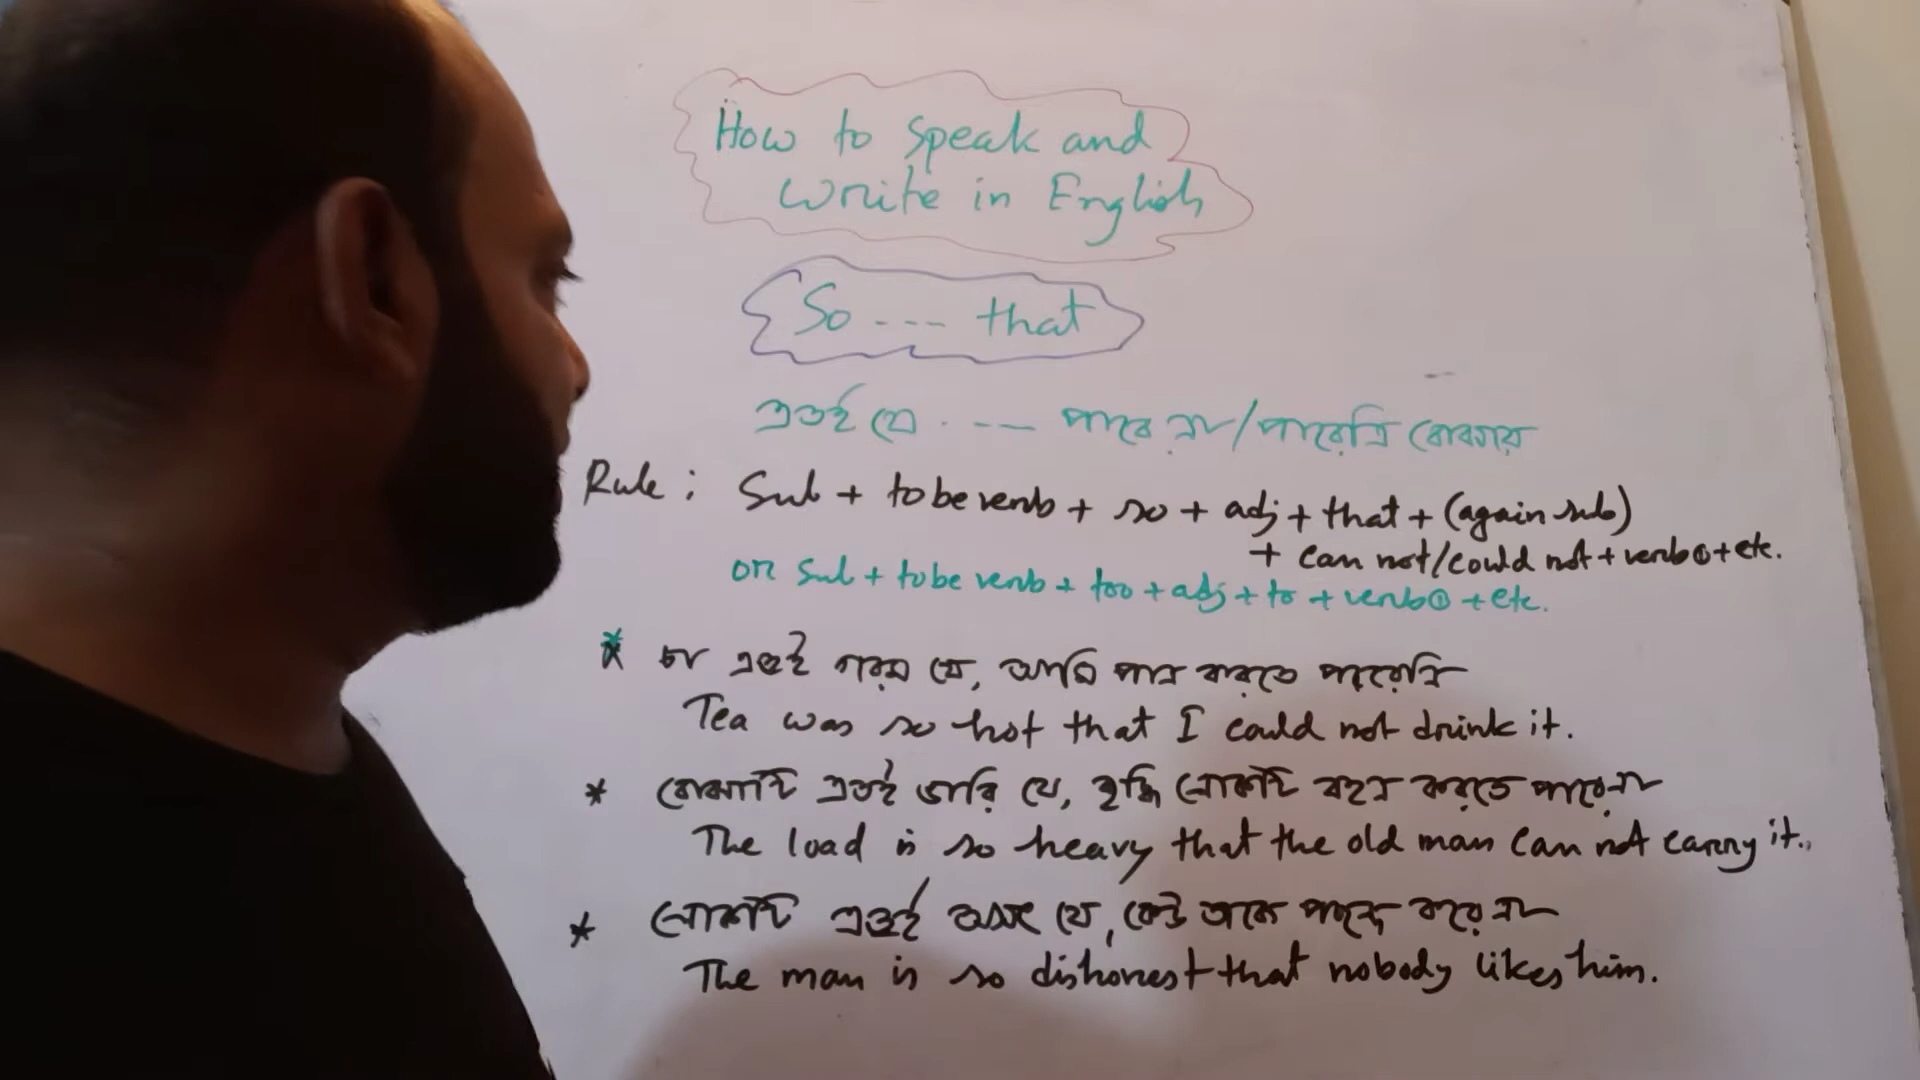 How to speak and
write in English
So ---- that
এতই যে . --- পারে না/পারেনি বোঝায়
Rule : Sub + to be verb + so + adj + that + (again sub)
+ can not/could not + verb① + etc.
or sub + to be verb + too + adj + to + verb① + etc.
* চা এতই গরম যে, আমি পান করতে পারেনি
Tea was so hot that I could not drink it.
* বোঝাটি এতই ভারি যে, বৃদ্ধ লোকটি বহন করতে পারে না
The load is so heavy that the old man can not carry it.
* লোকটি এতই অসৎ যে, কেউ তাকে পছন্দ করে না
The man is so dishonest that nobody likes him.